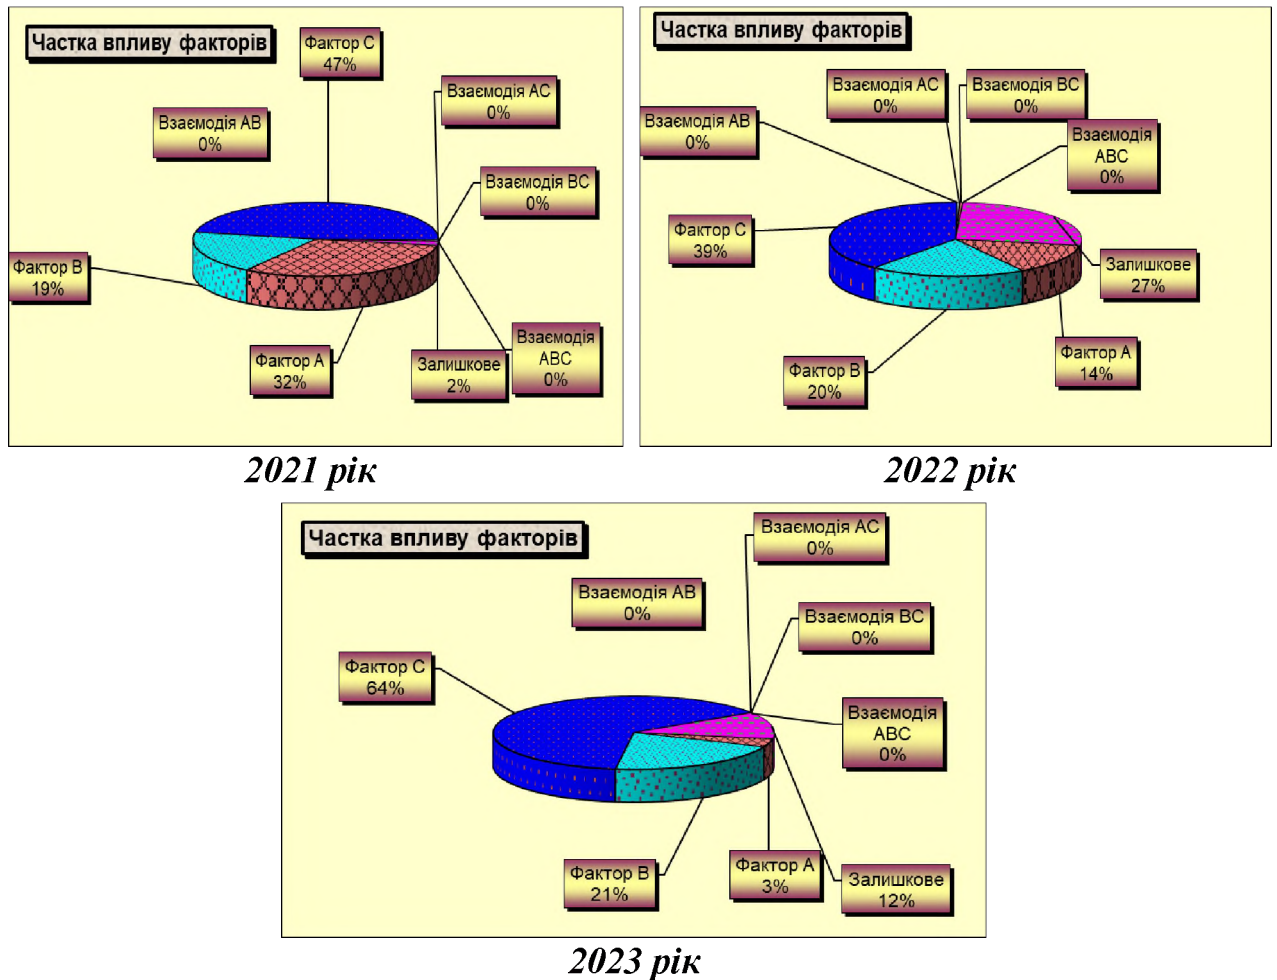 Частка впливу факторів
Фактор С
47%
Взаємодія АС
0%
Взаємодія АВ
0%
Взаємодія ВС
0%
Фактор В
19%
Фактор А
32%
Залишкове
2%
Взаємодія
АВС
0%
2021 рік
Частка впливу факторів
Взаємодія АС
0%
Взаємодія ВС
0%
Взаємодія АВ
0%
Взаємодія
АВС
0%
Фактор С
39%
Залишкове
27%
Фактор В
20%
Фактор А
14%
2022 рік
Частка впливу факторів
Взаємодія АС
0%
Взаємодія АВ
0%
Взаємодія ВС
0%
Фактор С
64%
Взаємодія
АВС
0%
Фактор В
21%
Фактор А
3%
Залишкове
12%
2023 рік